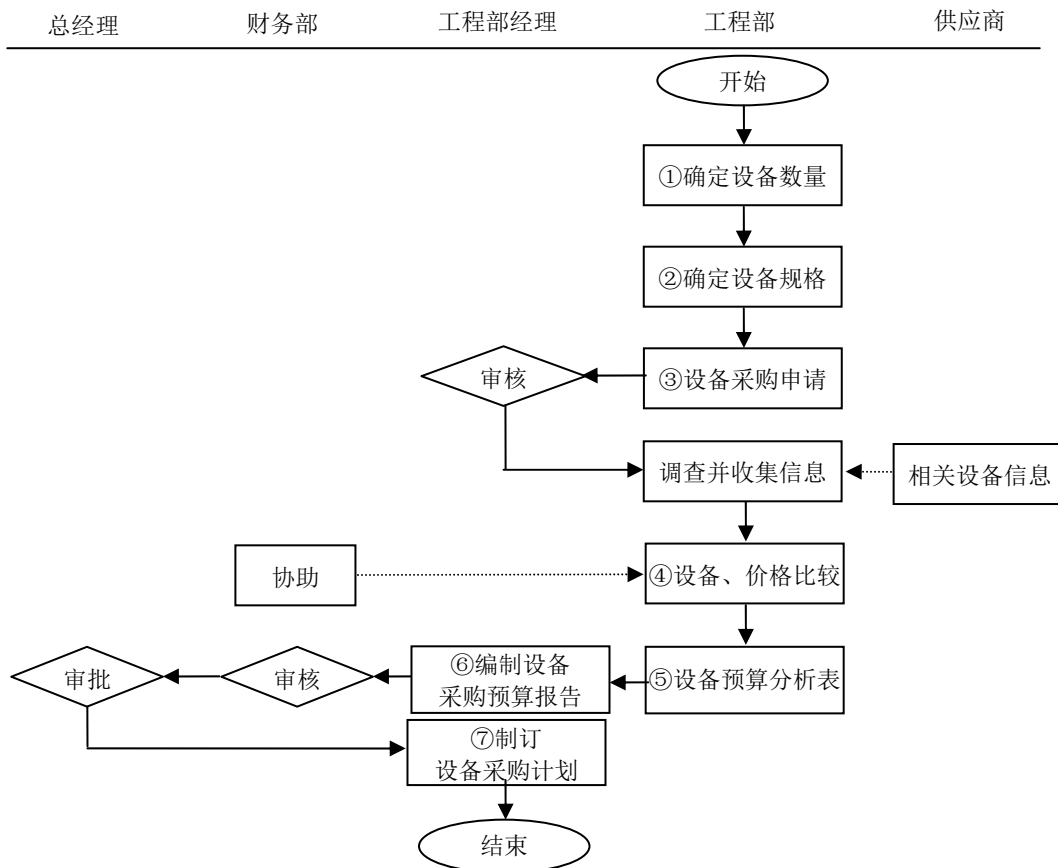 总经理 财务部 工程部经理 工程部 供应商
开始
①确定设备数量
②确定设备规格
审核 ③设备采购申请
调查并收集信息 相关设备信息
协助 ④设备、价格比较
审批 审核 ⑥编制设备
采购预算报告 ⑤设备预算分析表
⑦制订
设备采购计划
结束